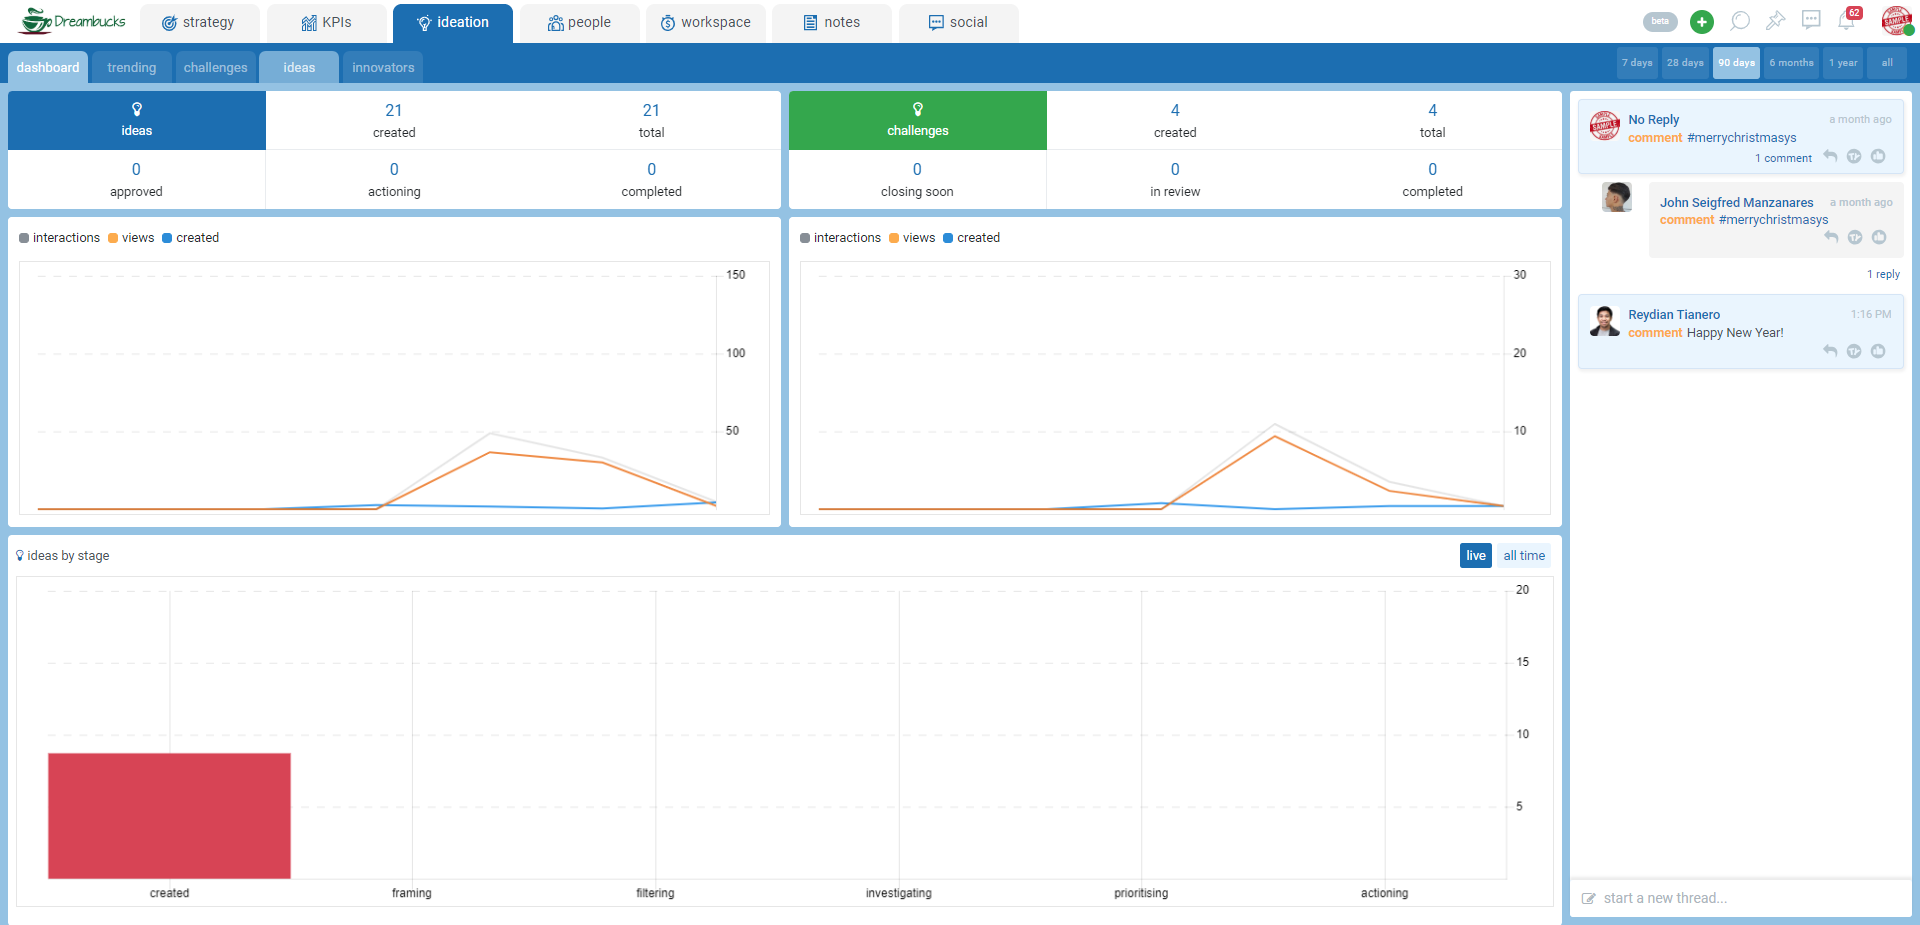 Dreambucks
strategy
KPIs
ideation
people
workspace
notes
social
beta
62
SAMPLE
dashboard
trending
challenges
ideas
innovators
7 days
28 days
90 days
6 months
1 year
all
ideas
21
created
21
total
0
approved
0
actioning
0
completed
challenges
4
created
4
total
0
closing soon
0
in review
0
completed
interactions views created
150
100
50
interactions views created
30
20
10
ideas by stage
live
all time
20
15
10
5
created
framing
filtering
investigating
prioritising
actioning
SAMPLE
No Reply
a month ago
comment #merrychristmasys
1 comment
John Seigfred Manzanares
a month ago
comment #merrychristmasys
1 reply
Reydian Tianero
1:16 PM
comment Happy New Year!
start a new thread...